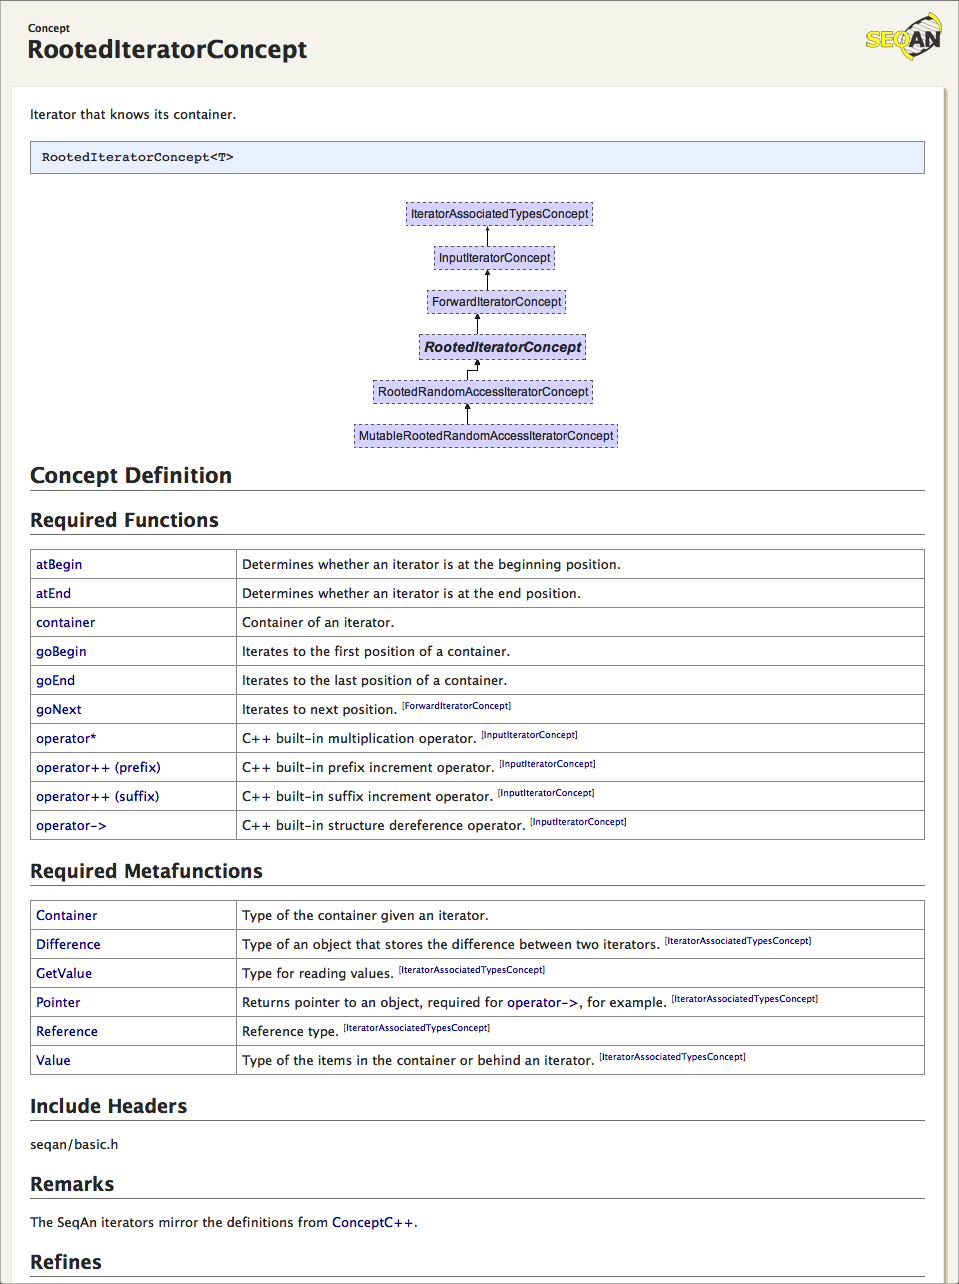 Concept
RootedIteratorConcept
SEQAN
Iterator that knows its container.
RootedIteratorConcept<T>
IteratorAssociatedTypesConcept
InputIteratorConcept
ForwardIteratorConcept
RootedIteratorConcept
RootedRandomAccessIteratorConcept
MutableRootedRandomAccessIteratorConcept
Concept Definition
Required Functions
atBegin Determines whether an iterator is at the beginning position.
atEnd Determines whether an iterator is at the end position.
container Container of an iterator.
goBegin Iterates to the first position of a container.
goEnd Iterates to the last position of a container.
goNext Iterates to next position. [ForwardIteratorConcept]
operator* C++ built-in multiplication operator. [InputIteratorConcept]
operator++ (prefix) C++ built-in prefix increment operator. [InputIteratorConcept]
operator++ (suffix) C++ built-in suffix increment operator. [InputIteratorConcept]
operator-> C++ built-in structure dereference operator. [InputIteratorConcept]
Required Metafunctions
Container Type of the container given an iterator.
Difference Type of an object that stores the difference between two iterators. [IteratorAssociatedTypesConcept]
GetValue Type for reading values. [IteratorAssociatedTypesConcept]
Pointer Returns pointer to an object, required for operator->, for example. [IteratorAssociatedTypesConcept]
Reference Reference type. [IteratorAssociatedTypesConcept]
Value Type of the items in the container or behind an iterator. [IteratorAssociatedTypesConcept]
Include Headers
seqan/basic.h
Remarks
The SeqAn iterators mirror the definitions from ConceptC++.
Refines